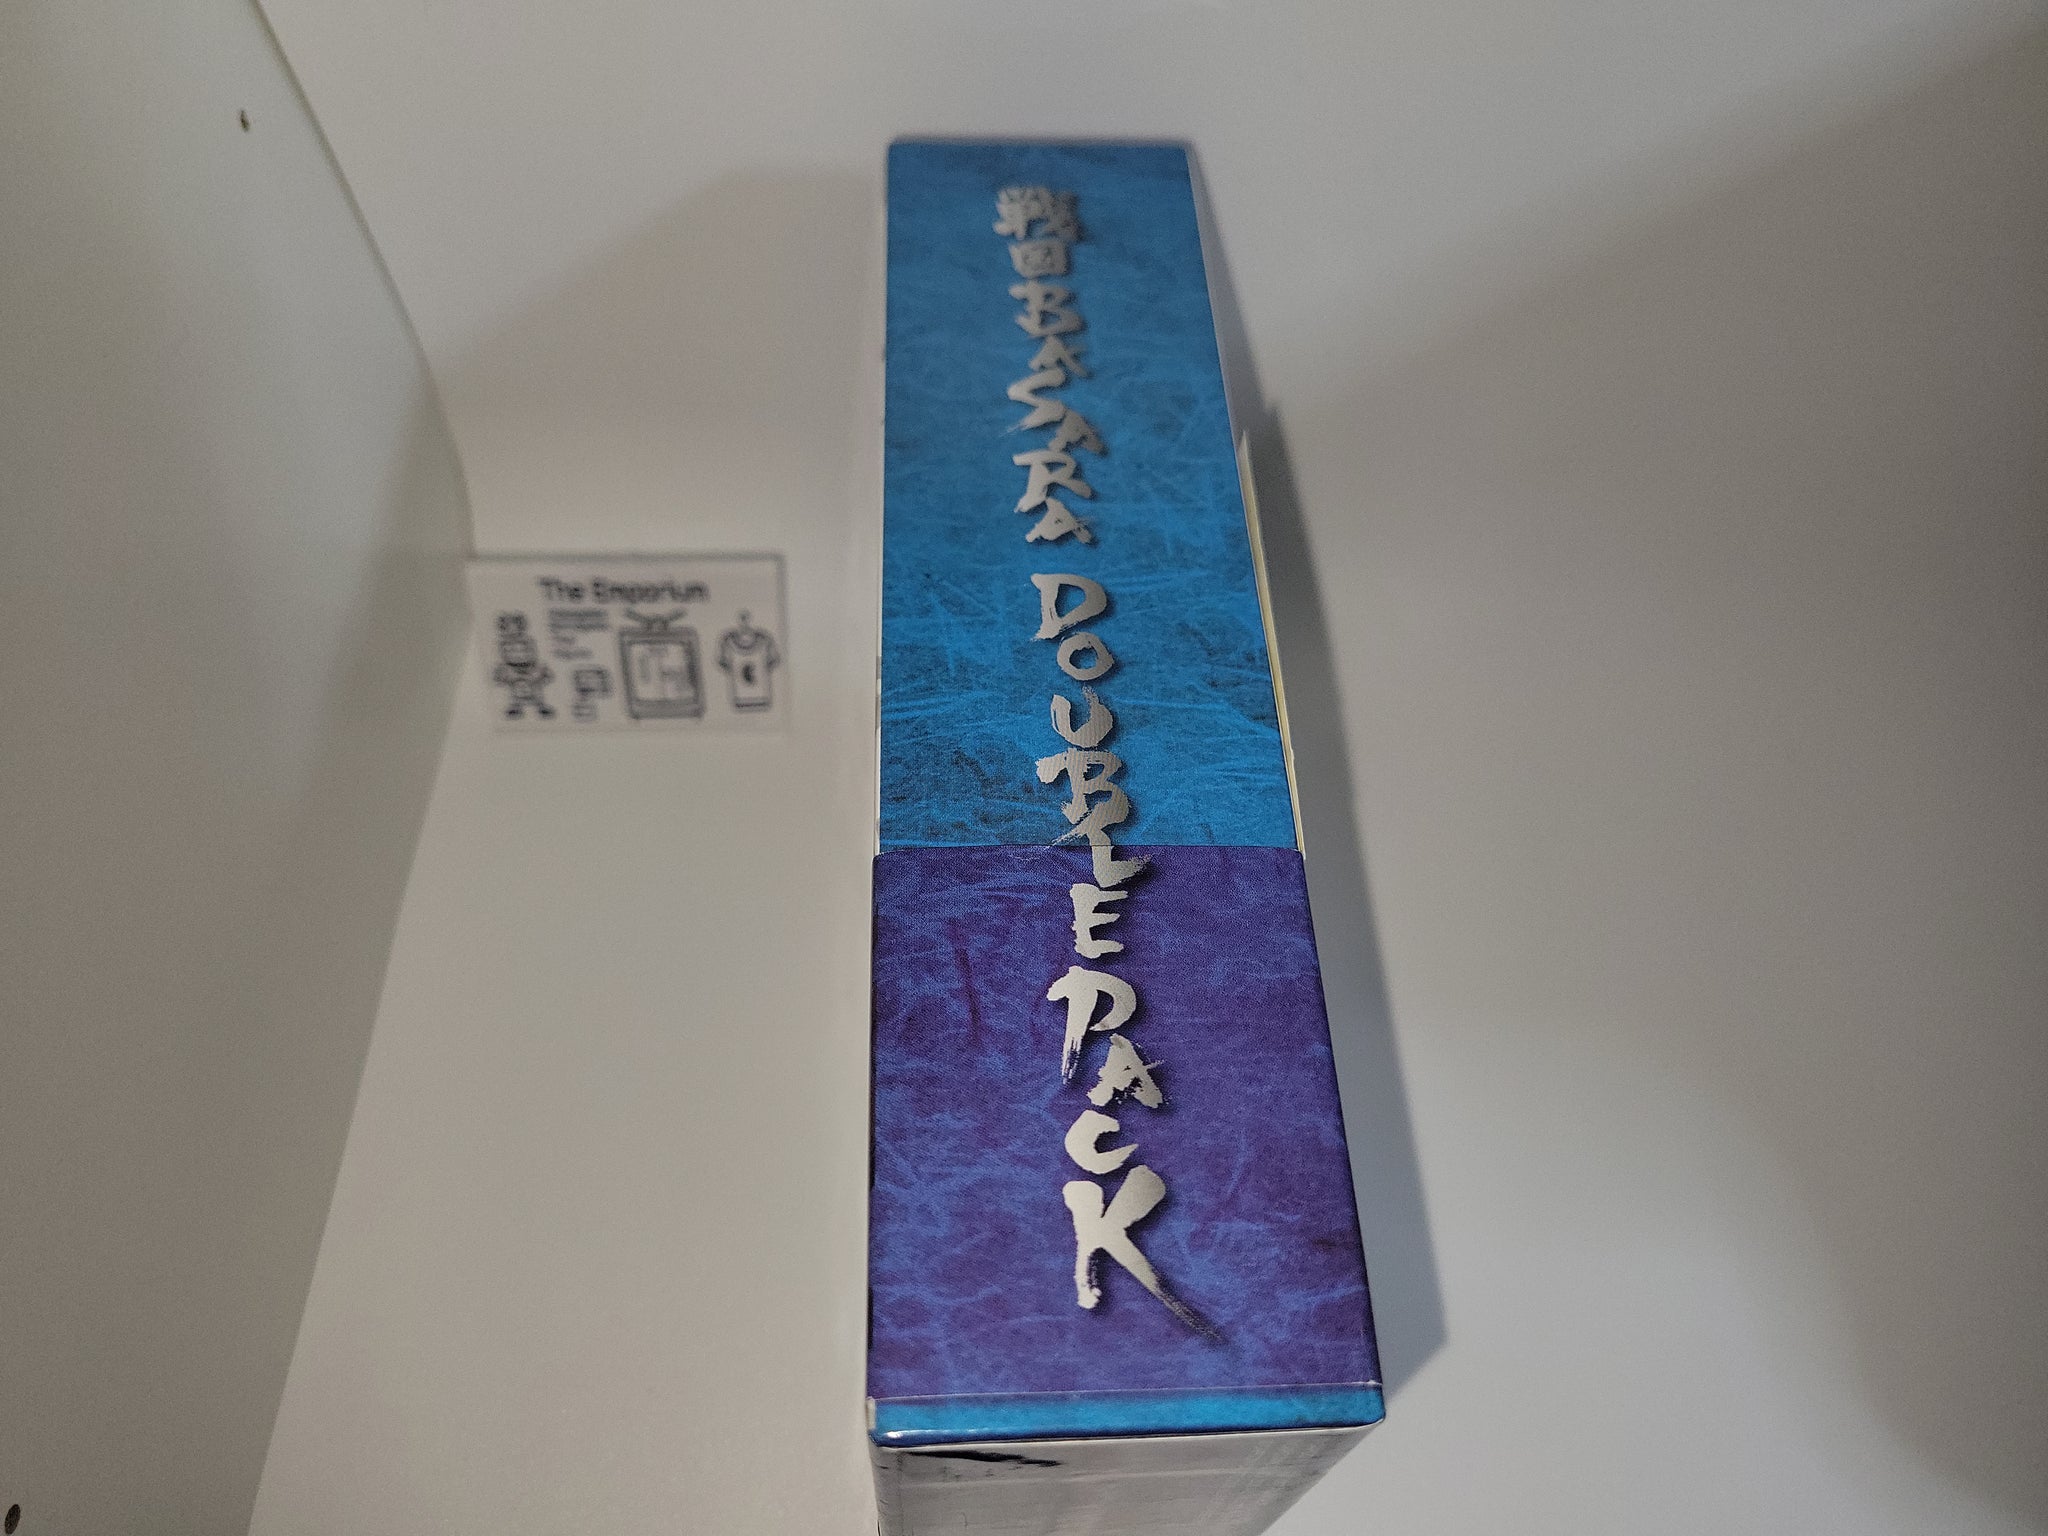 戦国BASARA DOUBLE PACK
The Emporium